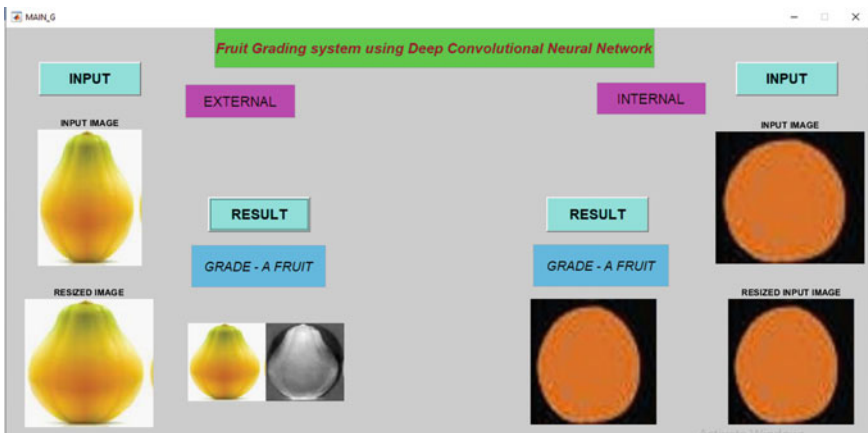 MAIN_G
Fruit Grading system using Deep Convolutional Neural Network
INPUT
EXTERNAL
INPUT IMAGE
RESULT
GRADE - A FRUIT
RESIZED IMAGE
INTERNAL
INPUT
INPUT IMAGE
RESULT
GRADE - A FRUIT
RESIZED INPUT IMAGE